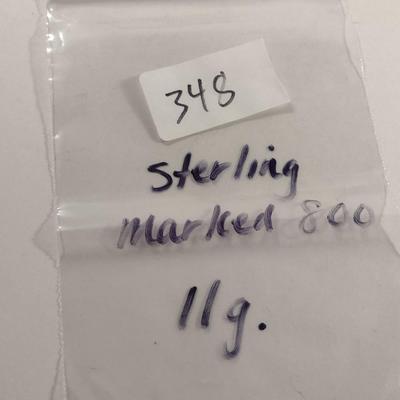 348
Sterling
Marked 800
11g.